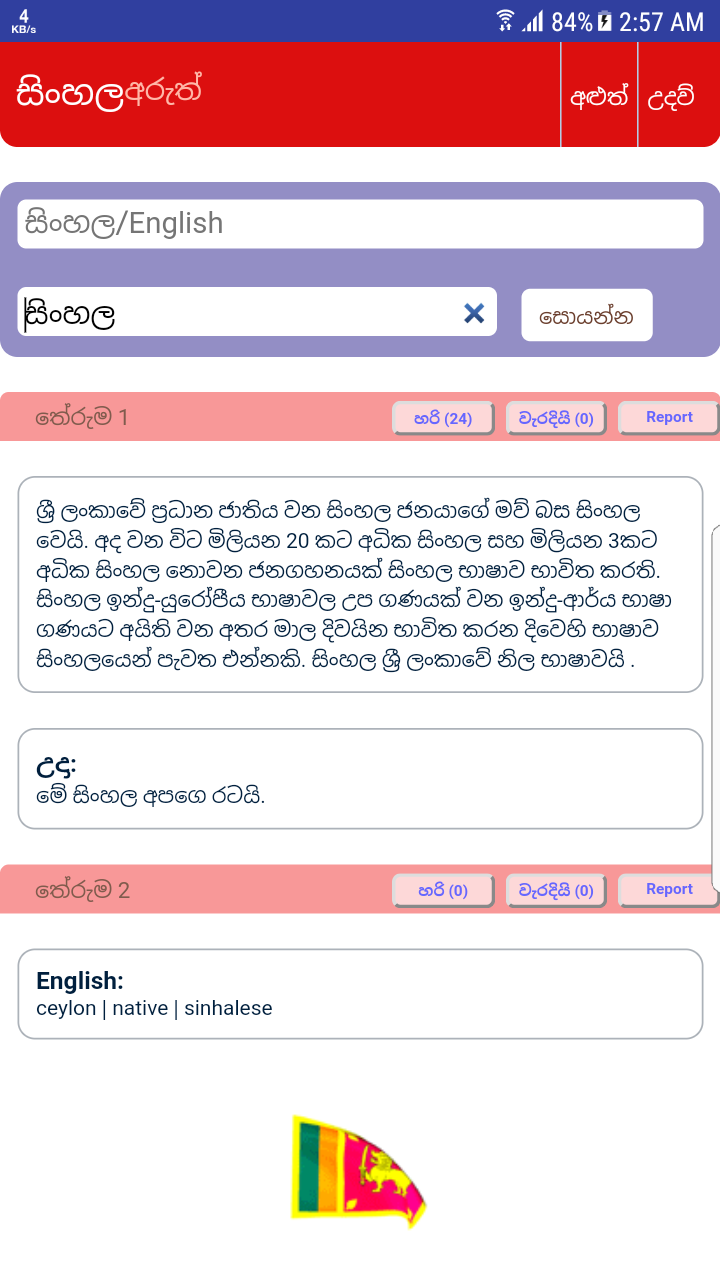 4
KB/s
84% 2:57 AM
සිංහලඅරුත්
අළුත්
උදව්
සිංහල/English
සිංහල
සොයන්න
තේරුම 1
හරි (24)
වැරදියි (0)
Report
ශ්‍රී ලංකාවේ ප්‍රධාන ජාතිය වන සිංහල ජනයාගේ මව් බස සිංහල
වෙයි. අද වන විට මිලියන 20 කට අධික සිංහල සහ මිලියන 3කට
අධික සිංහල නොවන ජනගහනයක් සිංහල භාෂාව භාවිත කරති.
සිංහල ඉන්දු-යුරෝපීය භාෂාවල උප ගණයක් වන ඉන්දු-ආර්ය භාෂා
ගණයට අයිති වන අතර මාල දිවයින භාවිත කරන දිවෙහි භාෂාව
සිංහලයෙන් පැවත එන්නකි. සිංහල ශ්‍රී ලංකාවේ නිල භාෂාවයි .
උදා:
මේ සිංහල අපගෙ රටයි.
තේරුම 2
හරි (0)
වැරදියි (0)
Report
English:
ceylon | native | sinhalese